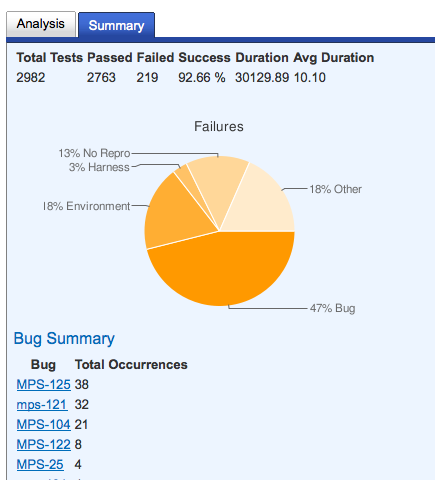 Analysis Summary
Total Tests Passed Failed Success Duration Avg Duration
2982 2763 219 92.66 % 30129.89 10.10
Failures
13% No Repro
3% Harness
18% Other
18% Environment
47% Bug
Bug Summary
Bug Total Occurrences
MPS-125 38
mps-121 32
MPS-104 21
MPS-122 8
MPS-25 4